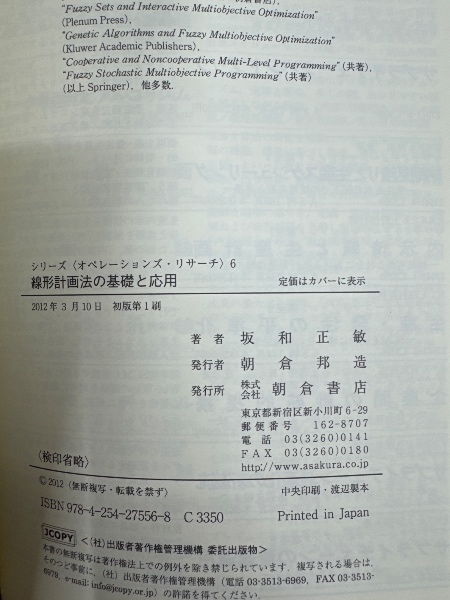 "Fuzzy Sets and Interactive Multiobjective Optimization"
(Plenum Press),
"Genetic Algorithms and Fuzzy Multiobjective Optimization"
(Kluwer Academic Publishers),
"Cooperative and Noncooperative Multi-Level Programming"(共著),
"Fuzzy Stochastic Multiobjective Programming"(共著)
(以上 Springer), 他多数.
シリーズ〈オペレーションズ・リサーチ〉6
線形計画法の基礎と応用
定価はカバーに表示
2012 年 3 月 10 日 初版第 1 刷
著者 坂和正敏
発行者 朝倉邦造
発行所 株式会社 朝倉書店
東京都新宿区新小川町 6-29
郵便番号 162-8707
電話 03(3260)0141
FAX 03(3260)0180
http://www.asakura.co.jp
〈検印省略〉
© 2012〈無断複写・転載を禁ず〉
中央印刷・渡辺製本
ISBN 978-4-254-27556-8 C 3350
Printed in Japan
JCOPY <(社)出版者著作権管理機構 委託出版物>
本書の無断複写は著作権法上での例外を除き禁じられています. 複写される場合は,
そのつど事前に, (社)出版者著作権管理機構(電話 03-3513-6969, FAX 03-3513-
6979, e-mail: info@jcopy.or.jp)の許諾を得てください.